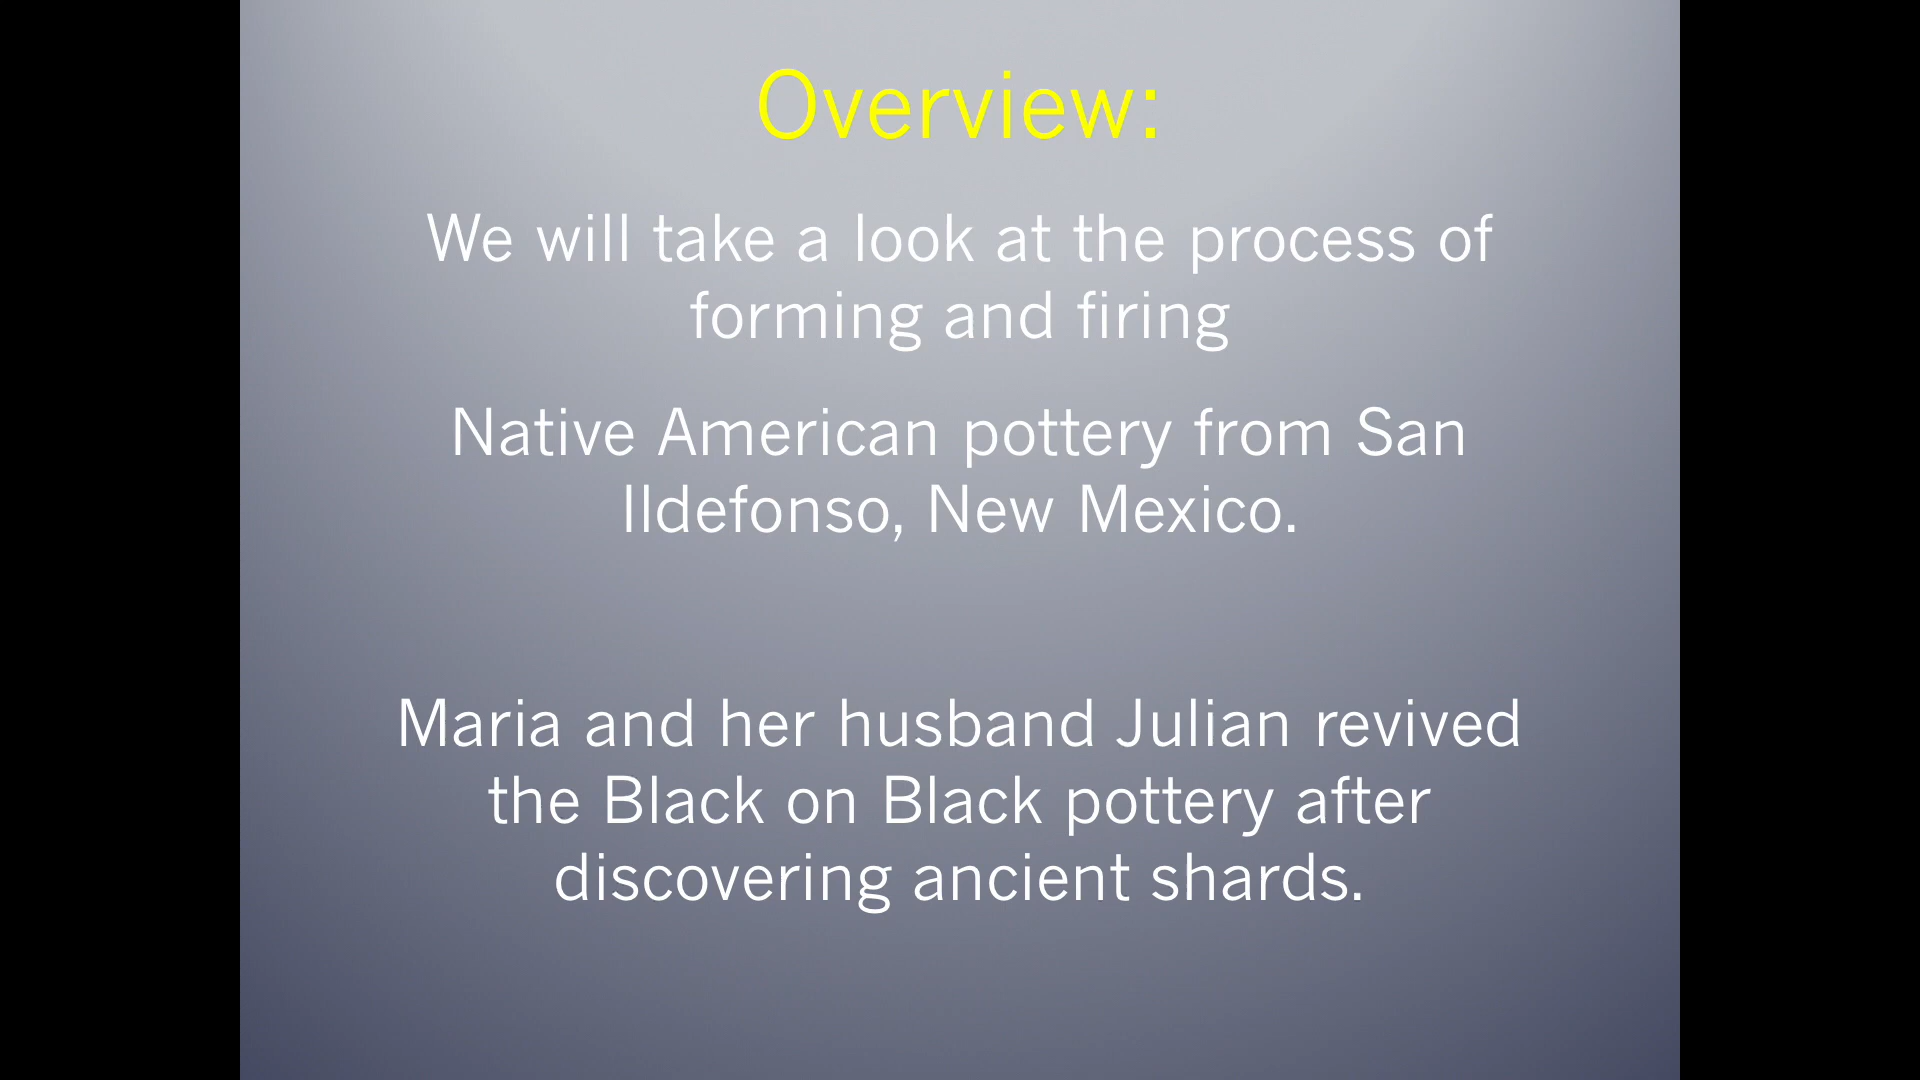 Overview:
We will take a look at the process of
forming and firing
Native American pottery from San
Ildefonso, New Mexico.
Maria and her husband Julian revived
the Black on Black pottery after
discovering ancient shards.